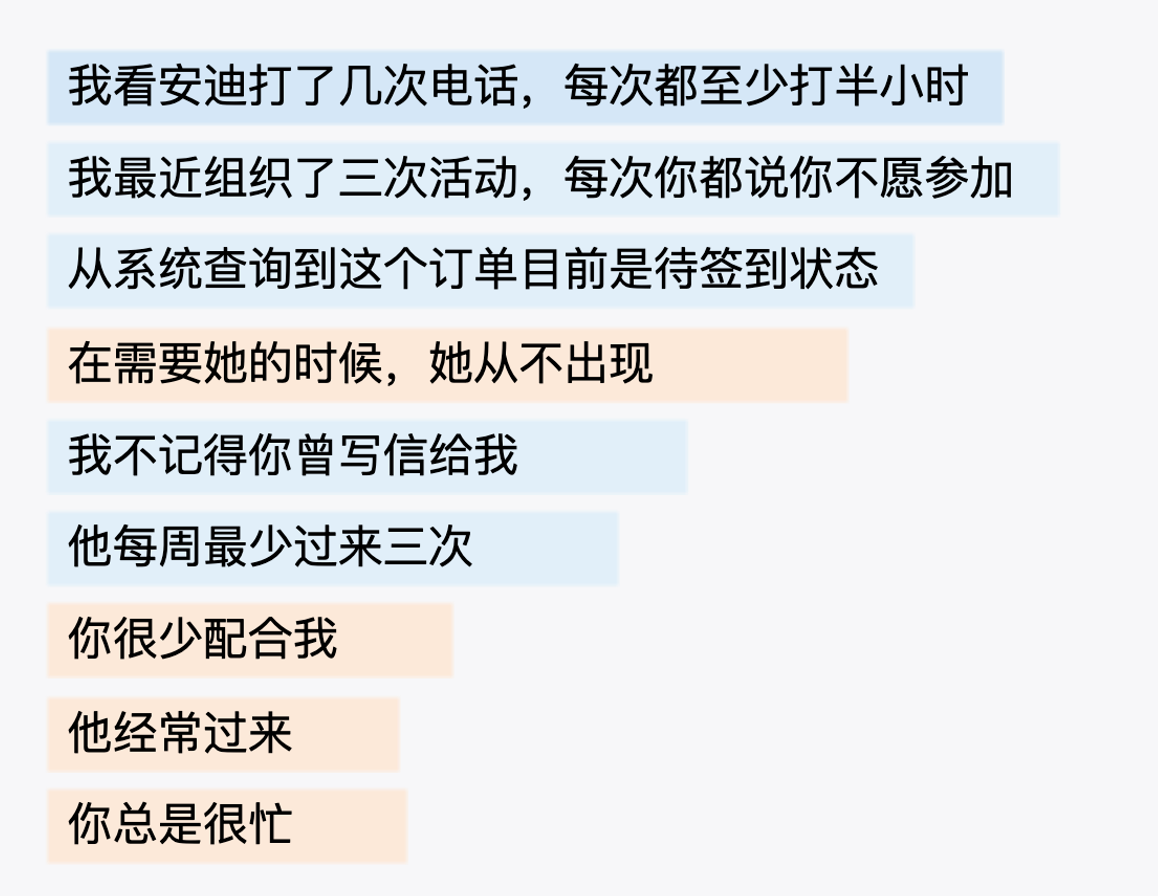 我看安迪打了几次电话，每次都至少打半小时
我最近组织了三次活动，每次你都说你不愿参加
从系统查询到这个订单目前是待签到状态
在需要她的时候，她从不出现
我不记得你曾写信给我
他每周最少过来三次
你很少配合我
他经常过来
你总是很忙